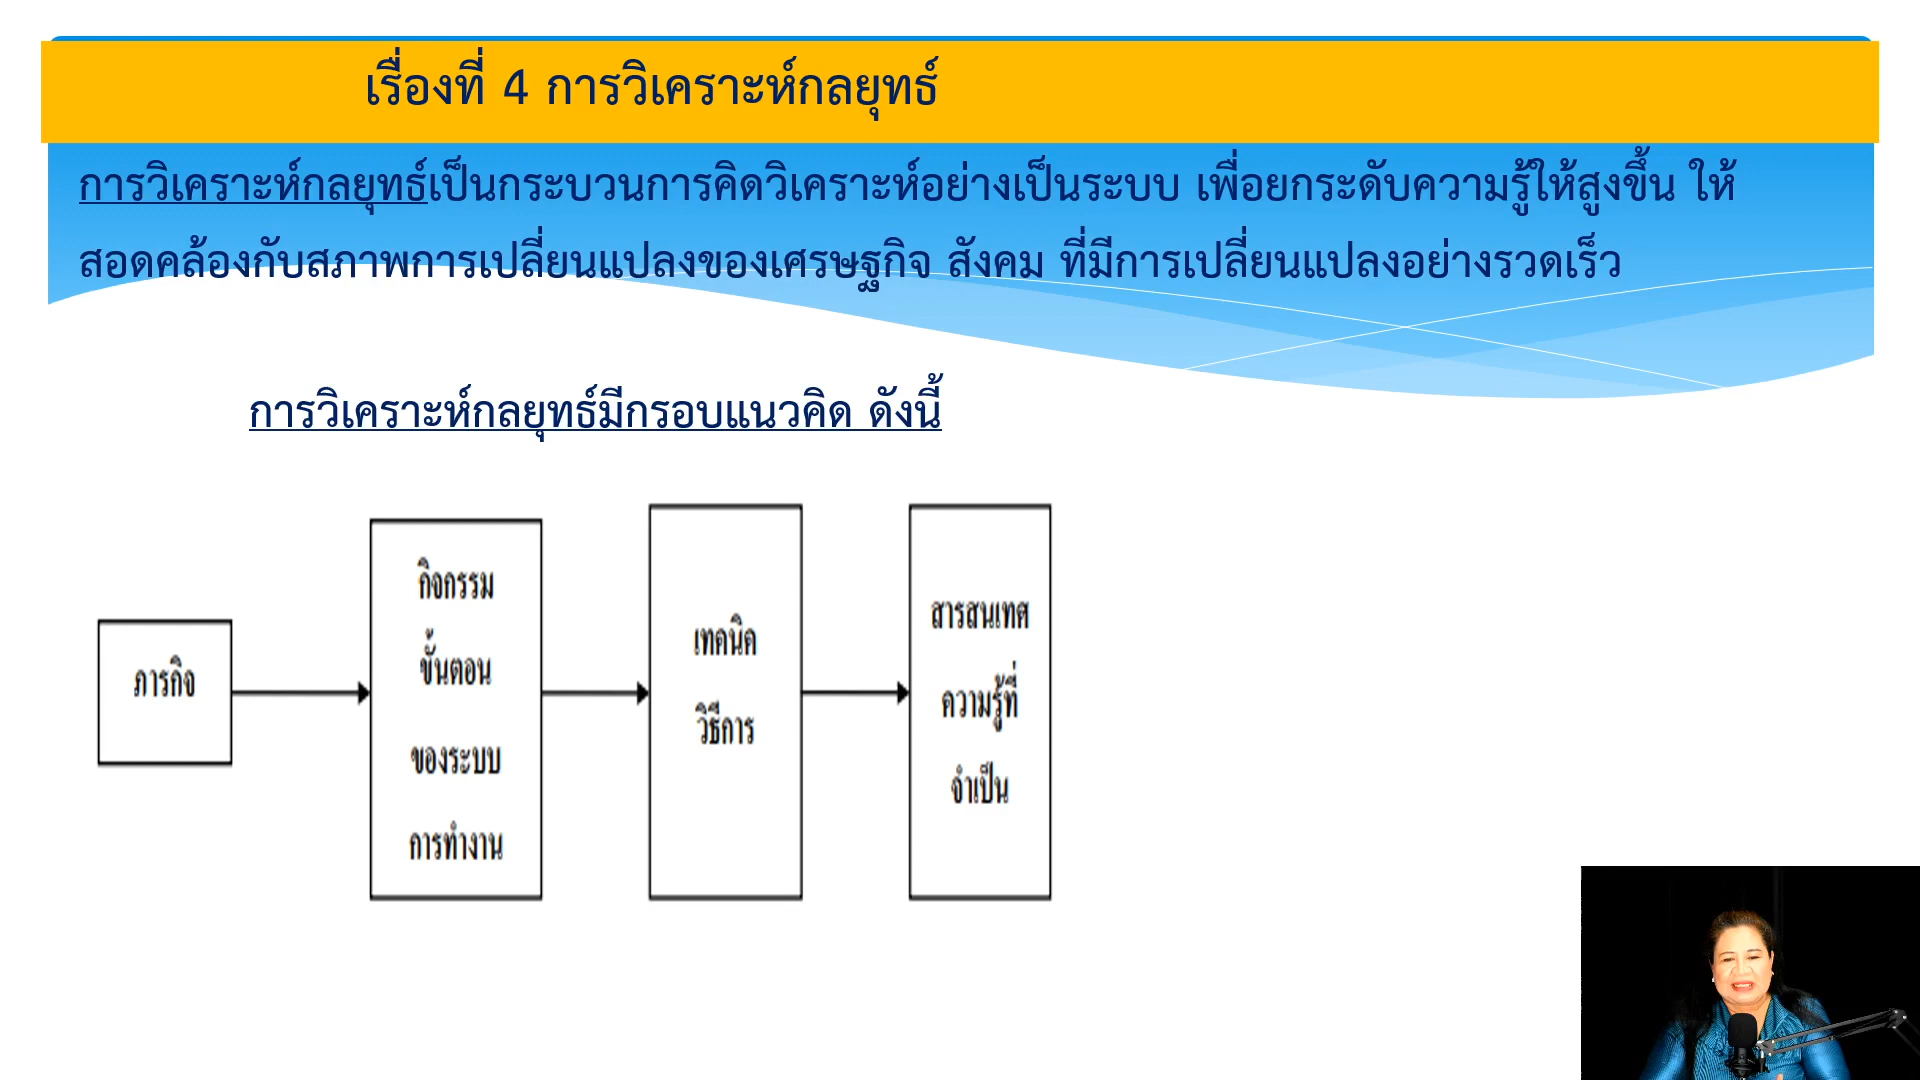 เรื่องที่ 4 การวิเคราะห์กลยุทธ์
การวิเคราะห์กลยุทธ์เป็นกระบวนการคิดวิเคราะห์อย่างเป็นระบบ เพื่อยกระดับความรู้ให้สูงขึ้น ให้
สอดคล้องกับสภาพการเปลี่ยนแปลงของเศรษฐกิจ สังคม ที่มีการเปลี่ยนแปลงอย่างรวดเร็ว
การวิเคราะห์กลยุทธ์มีกรอบแนวคิด ดังนี้
ภารกิจ
กิจกรรม
ขั้นตอน
ของระบบ
การทำงาน
เทคนิค
วิธีการ
สารสนเทศ
ความรู้ที่
จำเป็น